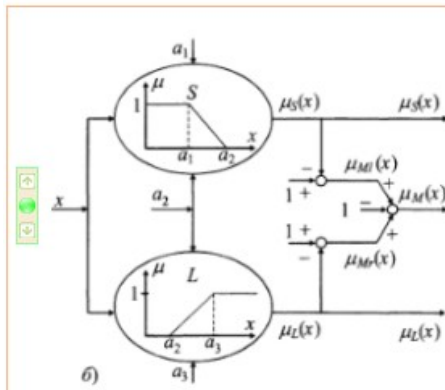 a₁
μ
S
1
x
a₁ a₂
μS(x)
μS(x)
−
μMl(x)
1 +
+
x
a₂
1
−
μM(x)
1 +
+
−
μMr(x)
μ
L
1
x
a₂ a₃
μL(x)
μL(x)
б)
a₃